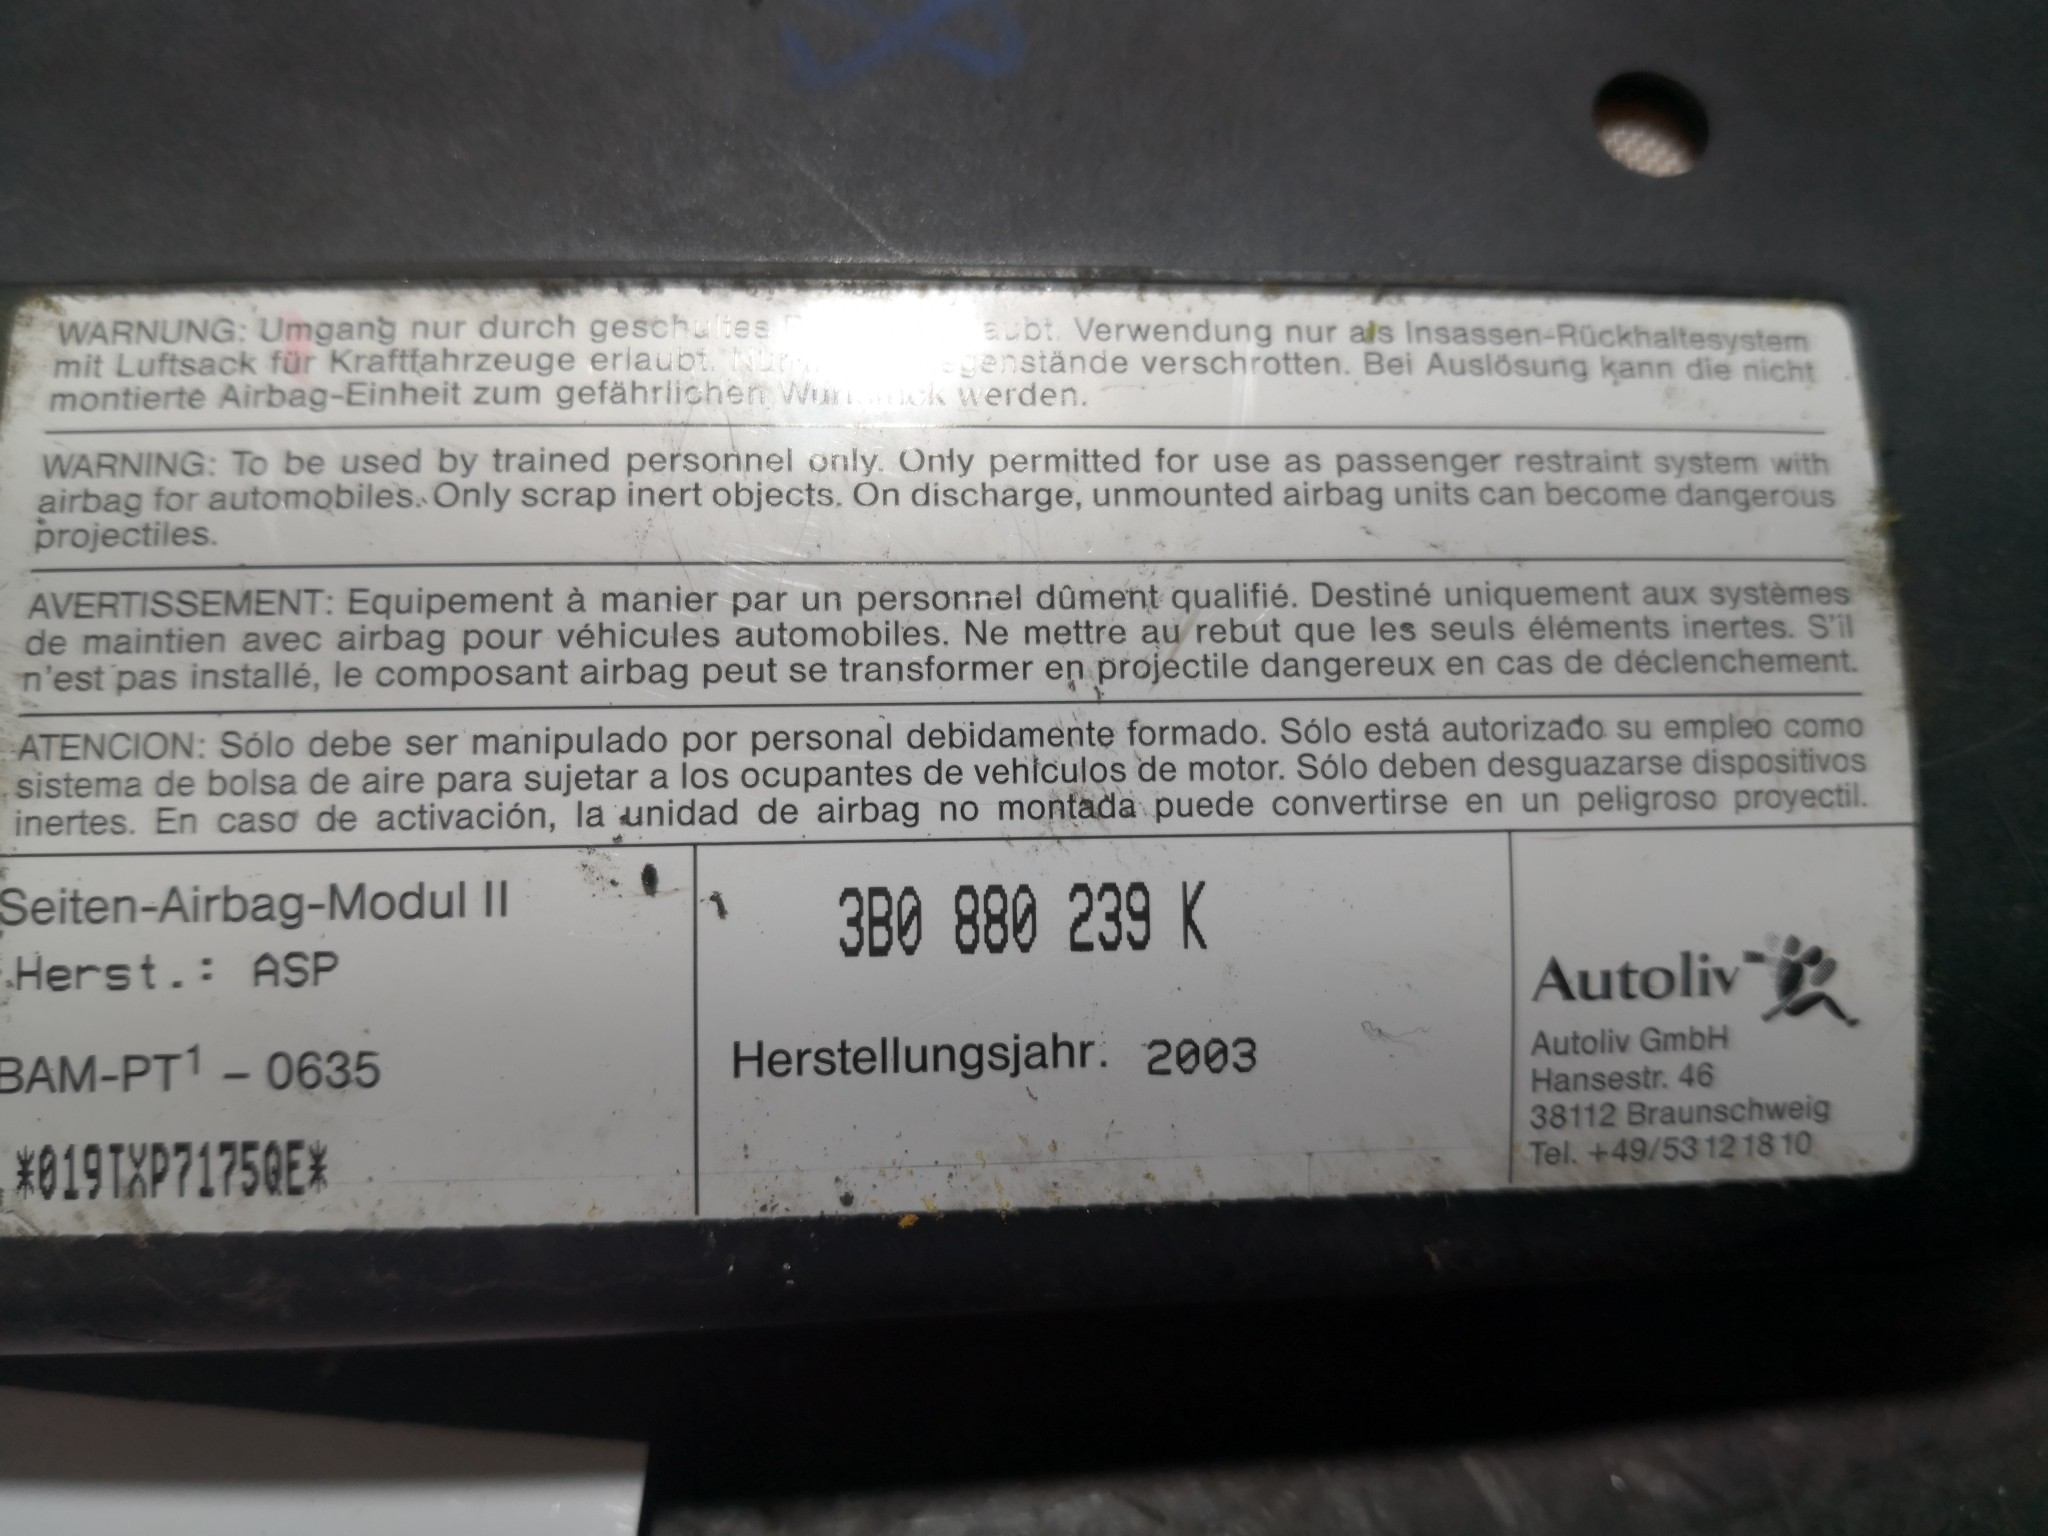 WARNUNG: Umgang nur durch geschultes aubt. Verwendung nur als Insassen-Rückhaltesystem
mit Luftsack für Kraftfahrzeuge erlaubt. Nur genstände verschrotten. Bei Auslösung kann die nicht
montierte Airbag-Einheit zum gefährlichen werden.
WARNING: To be used by trained personnel only. Only permitted for use as passenger restraint system with
airbag for automobiles. Only scrap inert objects. On discharge, unmounted airbag units can become dangerous
projectiles.
AVERTISSEMENT: Equipement à manier par un personnel dûment qualifié. Destiné uniquement aux systèmes
de maintien avec airbag pour véhicules automobiles. Ne mettre au rebut que les seuls éléments inertes. S'il
n'est pas installé, le composant airbag peut se transformer en projectile dangereux en cas de déclenchement.
ATENCION: Sólo debe ser manipulado por personal debidamente formado. Sólo está autorizado su empleo como
sistema de bolsa de aire para sujetar a los ocupantes de vehículos de motor. Sólo deben desguazarse dispositivos
inertes. En caso de activación, la unidad de airbag no montada puede convertirse en un peligroso proyectil.
Seiten-Airbag-Modul II
Herst.: ASP
BAM-PT¹ – 0635
*019TXP7175QE*
3B0 880 239 K
Herstellungsjahr. 2003
Autoliv
Autoliv GmbH
Hansestr. 46
38112 Braunschweig
Tel. +49/53121810